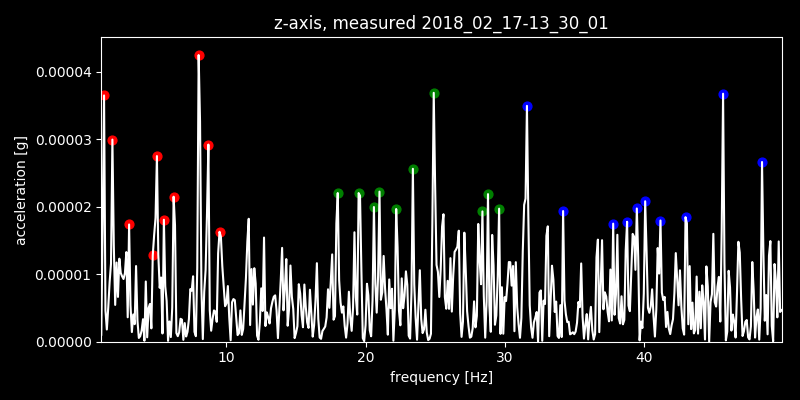 z-axis, measured 2018_02_17-13_30_01
0.00004
0.00003
0.00002
0.00001
0.00000
acceleration [g]
10 20 30 40
frequency [Hz]